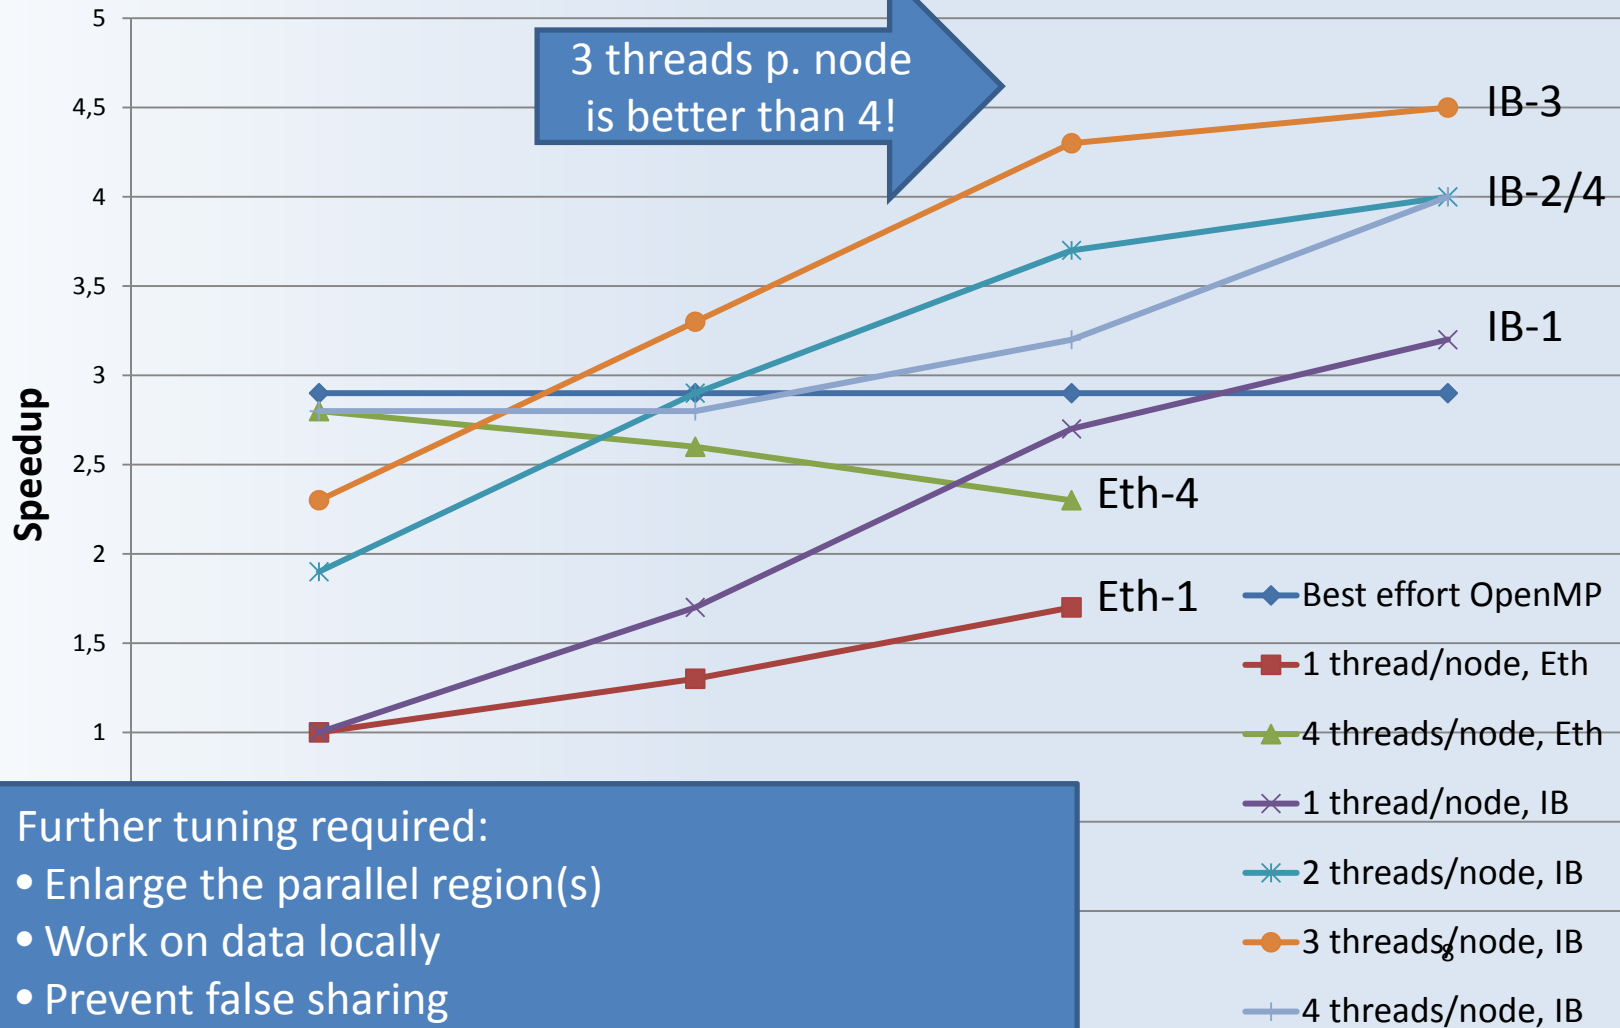 5
3 threads p. node
is better than 4!
4,5
IB-3
4
IB-2/4
3,5
IB-1
3
Speedup
2,5
Eth-4
2
Eth-1
Best effort OpenMP
1,5
1 thread/node, Eth
1
4 threads/node, Eth
1 thread/node, IB
2 threads/node, IB
3 threads/node, IB
8
4 threads/node, IB
Further tuning required:
• Enlarge the parallel region(s)
• Work on data locally
• Prevent false sharing